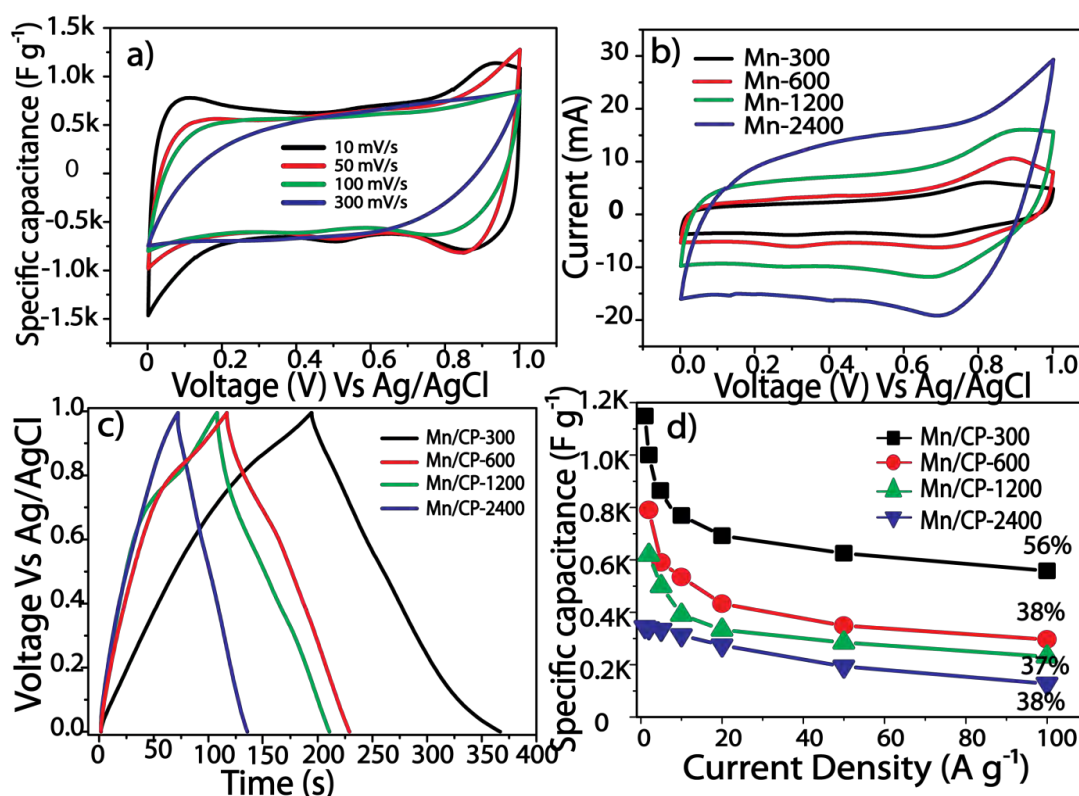 a)
Specific capacitance (F g⁻¹)
1.5k
1.0k
0.5k
0
-0.5k
-1.0k
-1.5k
10 mV/s
50 mV/s
100 mV/s
300 mV/s
0 0.2 0.4 0.6 0.8 1.0
Voltage (V) Vs Ag/AgCl
b)
Current (mA)
30
20
10
0
-10
-20
Mn-300
Mn-600
Mn-1200
Mn-2400
0.0 0.2 0.4 0.6 0.8 1.0
Voltage (V) Vs Ag/AgCl
c)
Voltage Vs Ag/AgCl
1.0
0.8
0.6
0.4
0.2
0.0
Mn/CP-300
Mn/CP-600
Mn/CP-1200
Mn/CP-2400
0 50 100 150 200 250 300 350 400
Time (s)
d)
Specific capacitance (F g⁻¹)
1.2K
1.0K
0.8K
0.6K
0.4K
0.2K
0
Mn/CP-300
Mn/CP-600
Mn/CP-1200
Mn/CP-2400
56%
38%
37%
38%
0 20 40 60 80 100
Current Density (A g⁻¹)